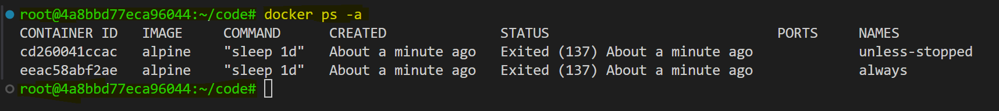 root@4a8bbd77eca96044:~/code# docker ps -a
CONTAINER ID   IMAGE     COMMAND      CREATED              STATUS                            PORTS     NAMES
cd260041ccac   alpine    "sleep 1d"   About a minute ago   Exited (137) About a minute ago             unless-stopped
eeac58abf2ae   alpine    "sleep 1d"   About a minute ago   Exited (137) About a minute ago             always
root@4a8bbd77eca96044:~/code#